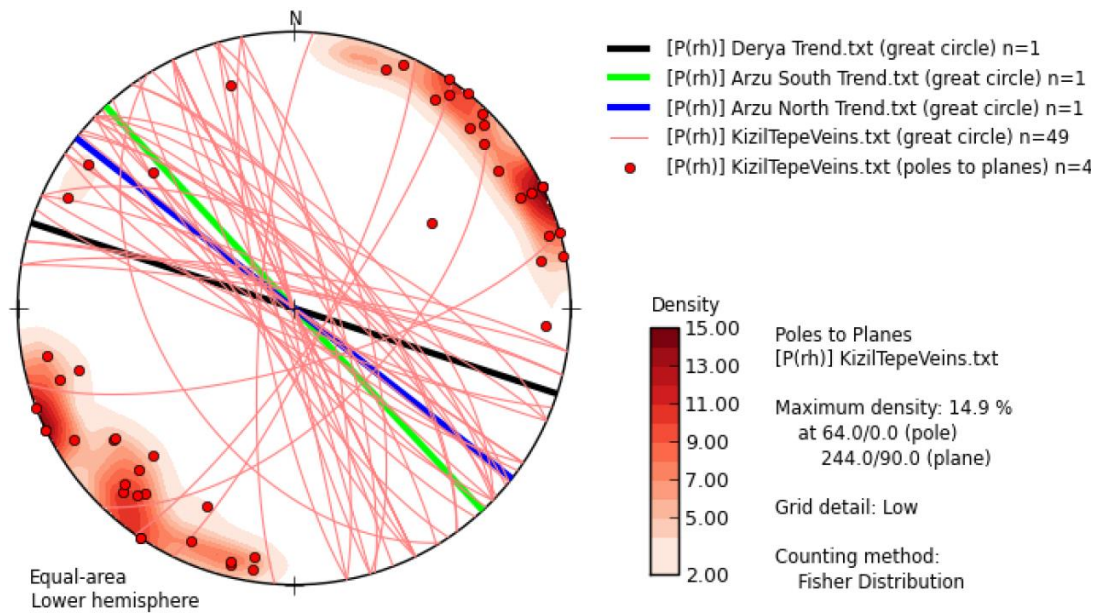 N
[P(rh)] Derya Trend.txt (great circle) n=1
[P(rh)] Arzu South Trend.txt (great circle) n=1
[P(rh)] Arzu North Trend.txt (great circle) n=1
[P(rh)] KizilTepeVeins.txt (great circle) n=49
[P(rh)] KizilTepeVeins.txt (poles to planes) n=4
Density
15.00
13.00
11.00
9.00
7.00
5.00
2.00
Poles to Planes
[P(rh)] KizilTepeVeins.txt
Maximum density: 14.9 %
at 64.0/0.0 (pole)
244.0/90.0 (plane)
Grid detail: Low
Counting method:
Fisher Distribution
Equal-area
Lower hemisphere